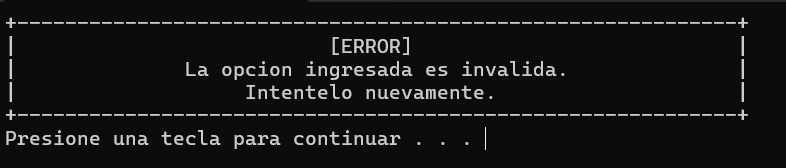 +------------------------------------------------------------+
| [ERROR] |
| La opcion ingresada es invalida. |
| Intentelo nuevamente. |
+------------------------------------------------------------+
Presione una tecla para continuar . . .